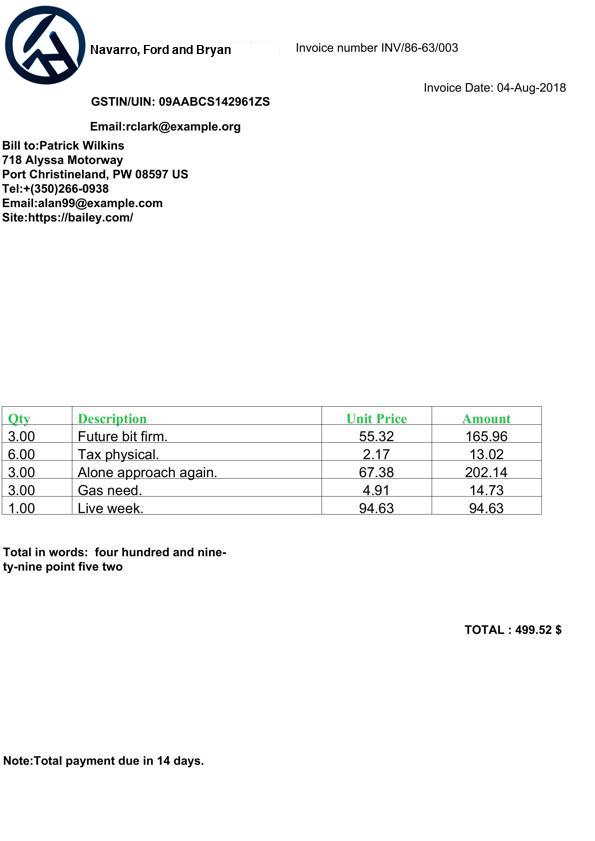 Navarro, Ford and Bryan
Invoice number INV/86-63/003
Invoice Date: 04-Aug-2018
GSTIN/UIN: 09AABCS142961ZS
Email:rclark@example.org
Bill to:Patrick Wilkins
718 Alyssa Motorway
Port Christineland, PW 08597 US
Tel:+(350)266-0938
Email:alan99@example.com
Site:https://bailey.com/
Qty Description Unit Price Amount
3.00 Future bit firm. 55.32 165.96
6.00 Tax physical. 2.17 13.02
3.00 Alone approach again. 67.38 202.14
3.00 Gas need. 4.91 14.73
1.00 Live week. 94.63 94.63
Total in words: four hundred and nine-
ty-nine point five two
TOTAL : 499.52 $
Note:Total payment due in 14 days.